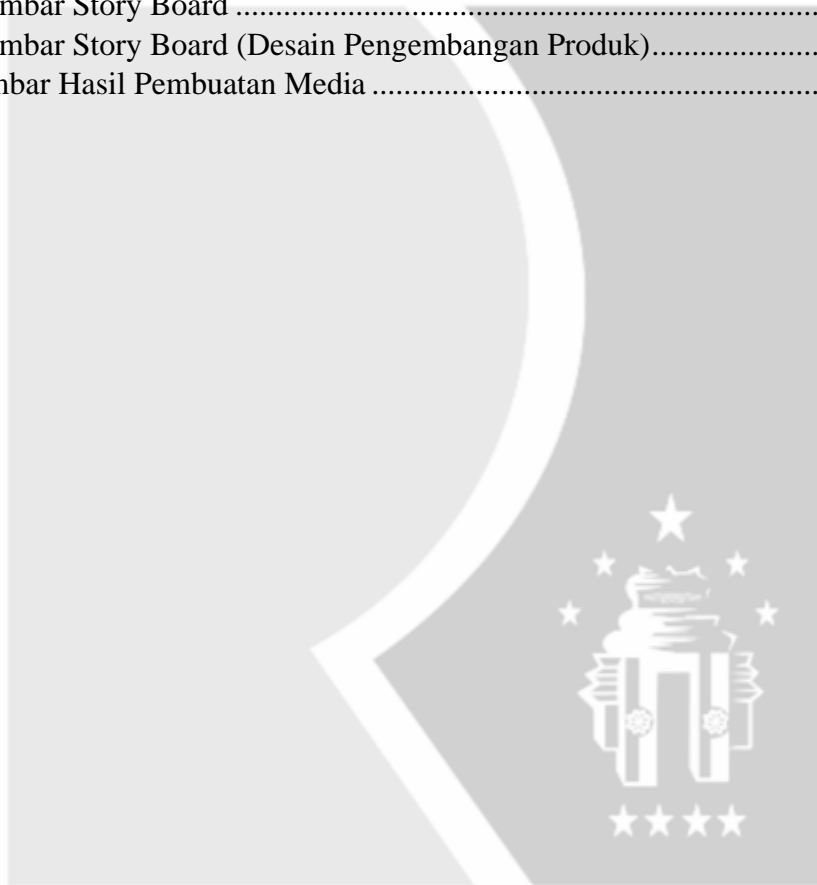 mbar Story Board ........................................................................
mbar Story Board (Desain Pengembangan Produk)....................
nbar Hasil Pembuatan Media .......................................................